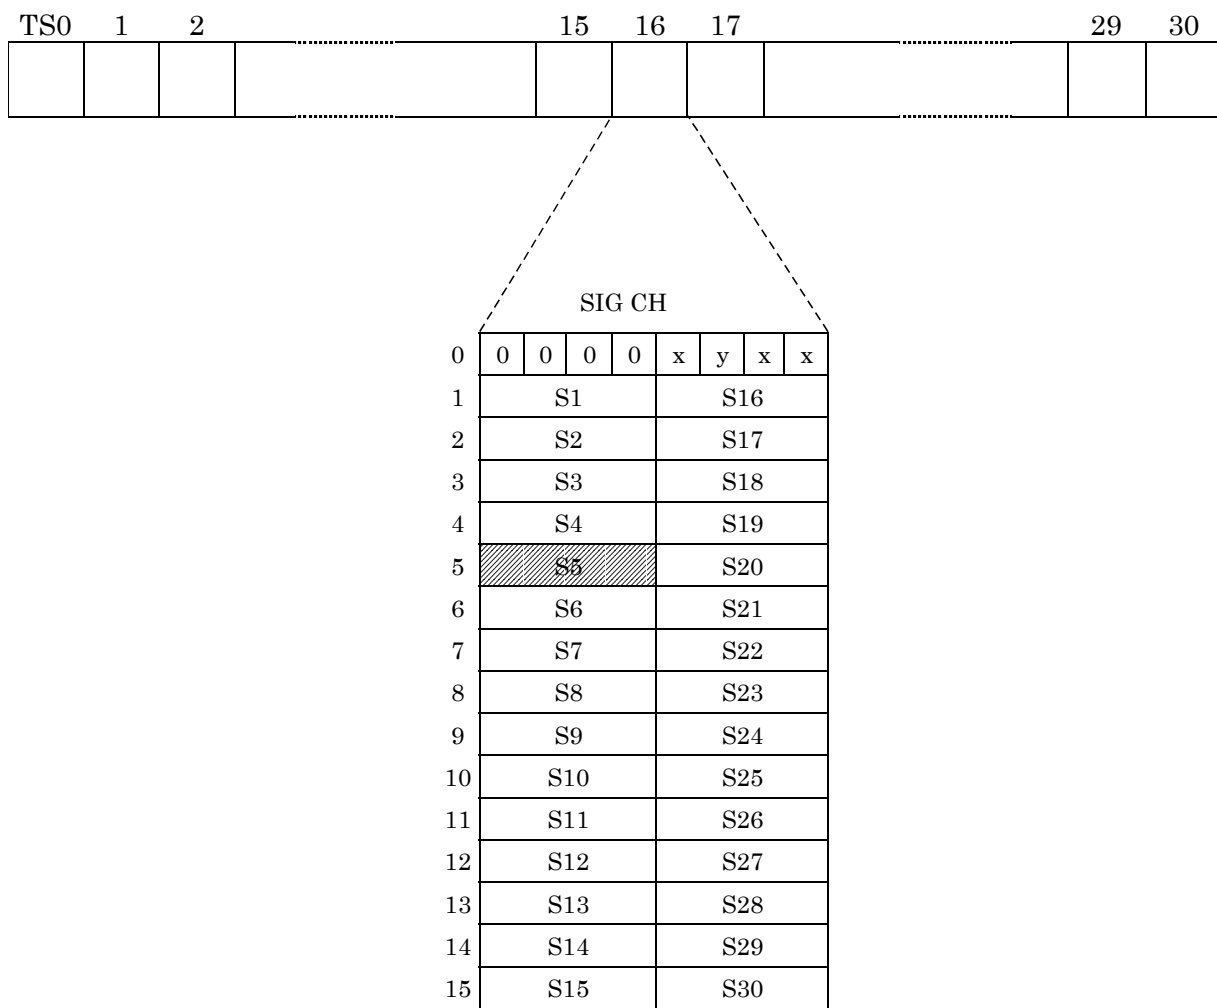 TS0 1 2 15 16 17 29 30
SIG CH
0 0 0 0 0 x y x x
1 S1 S16
2 S2 S17
3 S3 S18
4 S4 S19
5 S5 S20
6 S6 S21
7 S7 S22
8 S8 S23
9 S9 S24
10 S10 S25
11 S11 S26
12 S12 S27
13 S13 S28
14 S14 S29
15 S15 S30